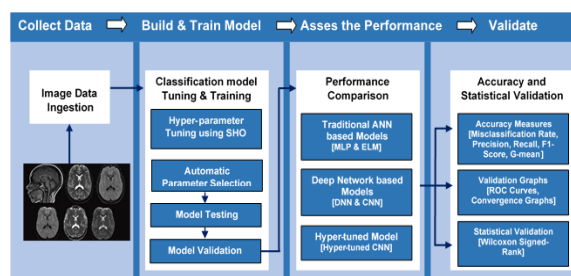 Collect Data
Build & Train Model
Asses the Performance
Validate
Image Data
Ingestion
Classification model
Tuning & Training
Hyper-parameter
Tuning using SHO
Automatic
Parameter Selection
Model Testing
Model Validation
Performance
Comparison
Traditional ANN
based Models
[MLP & ELM]
Deep Network based
Models
[DNN & CNN]
Hyper-tuned Model
[Hyper-tuned CNN]
Accuracy and
Statistical Validation
Accuracy Measures
[Misclassification Rate,
Precision, Recall, F1-
Score, G-mean]
Validation Graphs
[ROC Curves,
Convergence Graphs]
Statistical Validation
[Wilcoxon Signed-
Rank]